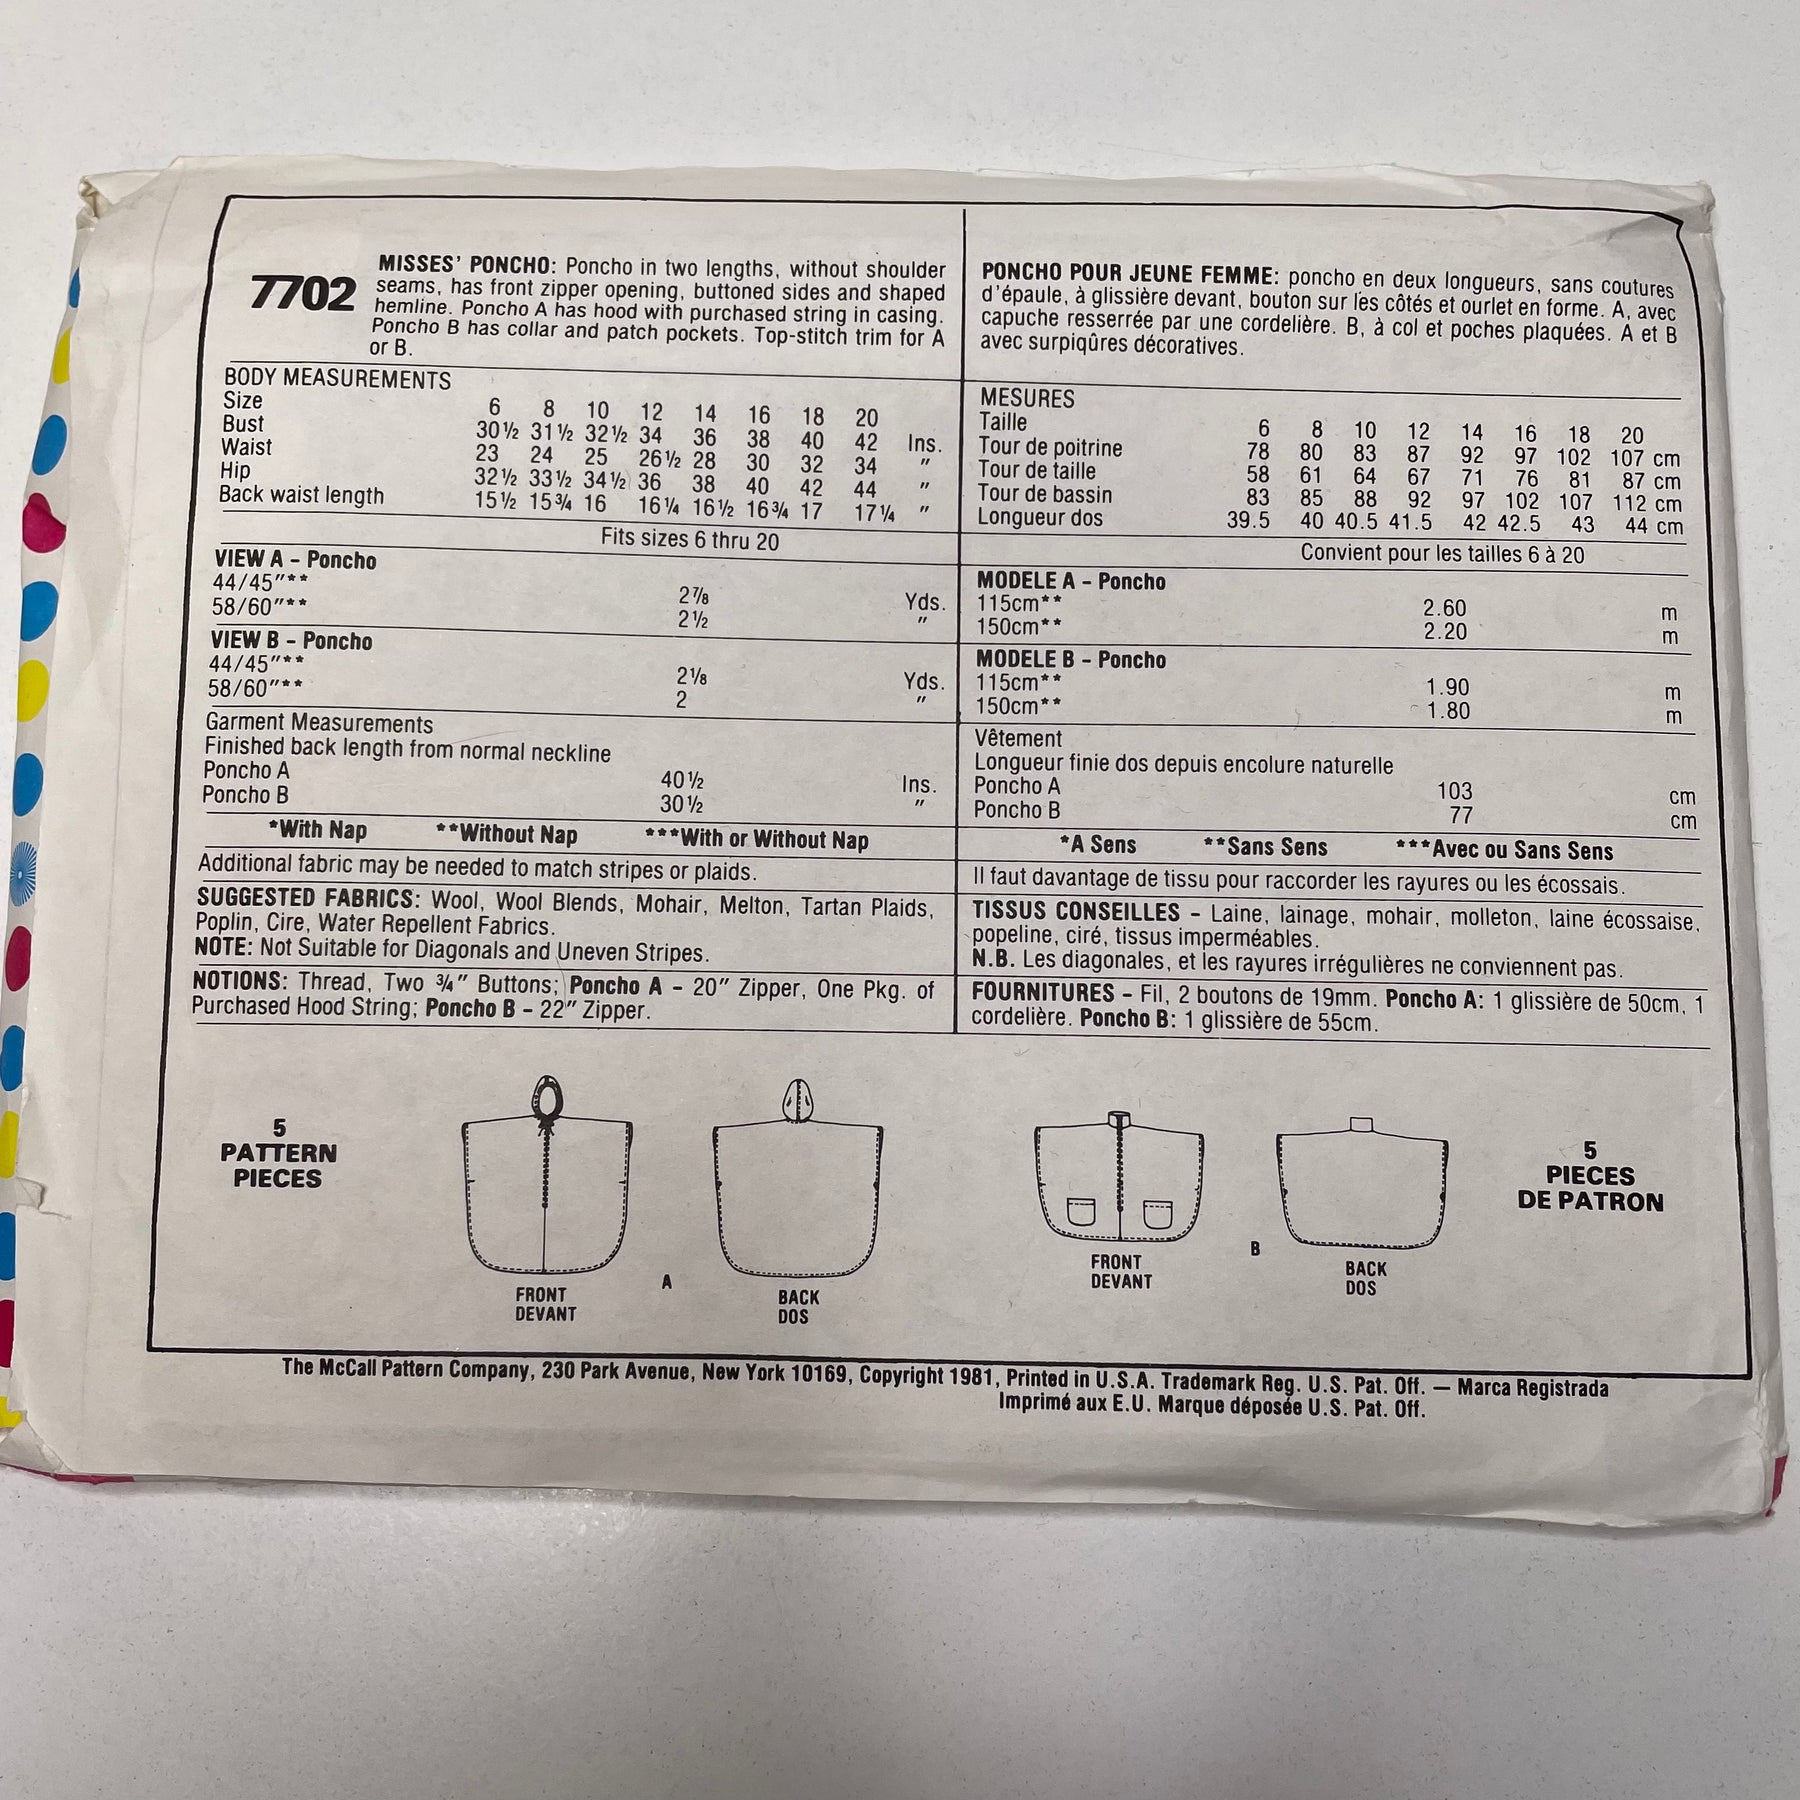 7702
MISSES' PONCHO: Poncho in two lengths, without shoulder
seams, has front zipper opening, buttoned sides and shaped
hemline. Poncho A has hood with purchased string in casing.
Poncho B has collar and patch pockets. Top-stitch trim for A
or B.
BODY MEASUREMENTS
Size 6 8 10 12 14 16 18 20
Bust 30½ 31½ 32½ 34 36 38 40 42 Ins.
Waist 23 24 25 26½ 28 30 32 34 "
Hip 32½ 33½ 34½ 36 38 40 42 44 "
Back waist length 15½ 15¾ 16 16¼ 16½ 16¾ 17 17¼ "
Fits sizes 6 thru 20
VIEW A - Poncho
44/45"** 2⅞ Yds.
58/60"** 2½ "
VIEW B - Poncho
44/45"** 2⅛ Yds.
58/60"** 2 "
Garment Measurements
Finished back length from normal neckline
Poncho A 40½ Ins.
Poncho B 30½ "
*With Nap **Without Nap ***With or Without Nap
Additional fabric may be needed to match stripes or plaids.
SUGGESTED FABRICS: Wool, Wool Blends, Mohair, Melton, Tartan Plaids,
Poplin, Cire, Water Repellent Fabrics.
NOTE: Not Suitable for Diagonals and Uneven Stripes.
NOTIONS: Thread, Two ¾" Buttons; Poncho A - 20" Zipper, One Pkg. of
Purchased Hood String; Poncho B - 22" Zipper.
PONCHO POUR JEUNE FEMME: poncho en deux longueurs, sans coutures
d'épaule, à glissière devant, bouton sur les côtés et ourlet en forme. A, avec
capuche resserrée par une cordelière. B, à col et poches plaquées. A et B
avec surpiqûres décoratives.
MESURES
Taille 6 8 10 12 14 16 18 20
Tour de poitrine 78 80 83 87 92 97 102 107 cm
Tour de taille 58 61 64 67 71 76 81 87 cm
Tour de bassin 83 85 88 92 97 102 107 112 cm
Longueur dos 39.5 40 40.5 41.5 42 42.5 43 44 cm
Convient pour les tailles 6 à 20
MODELE A - Poncho
115cm** 2.60 m
150cm** 2.20 m
MODELE B - Poncho
115cm** 1.90 m
150cm** 1.80 m
Vêtement
Longueur finie dos depuis encolure naturelle
Poncho A 103 cm
Poncho B 77 cm
*A Sens **Sans Sens ***Avec ou Sans Sens
Il faut davantage de tissu pour raccorder les rayures ou les écossais.
TISSUS CONSEILLES - Laine, lainage, mohair, molleton, laine écossaise,
popeline, ciré, tissus imperméables.
N.B. Les diagonales, et les rayures irrégulières ne conviennent pas.
FOURNITURES - Fil, 2 boutons de 19mm. Poncho A: 1 glissière de 50cm, 1
cordelière. Poncho B: 1 glissière de 55cm.
5
PATTERN
PIECES
FRONT
DEVANT
A
BACK
DOS
FRONT
DEVANT
B
BACK
DOS
5
PIECES
DE PATRON
The McCall Pattern Company, 230 Park Avenue, New York 10169, Copyright 1981, Printed in U.S.A. Trademark Reg. U.S. Pat. Off. — Marca Registrada
Imprimé aux E.U. Marque déposée U.S. Pat. Off.